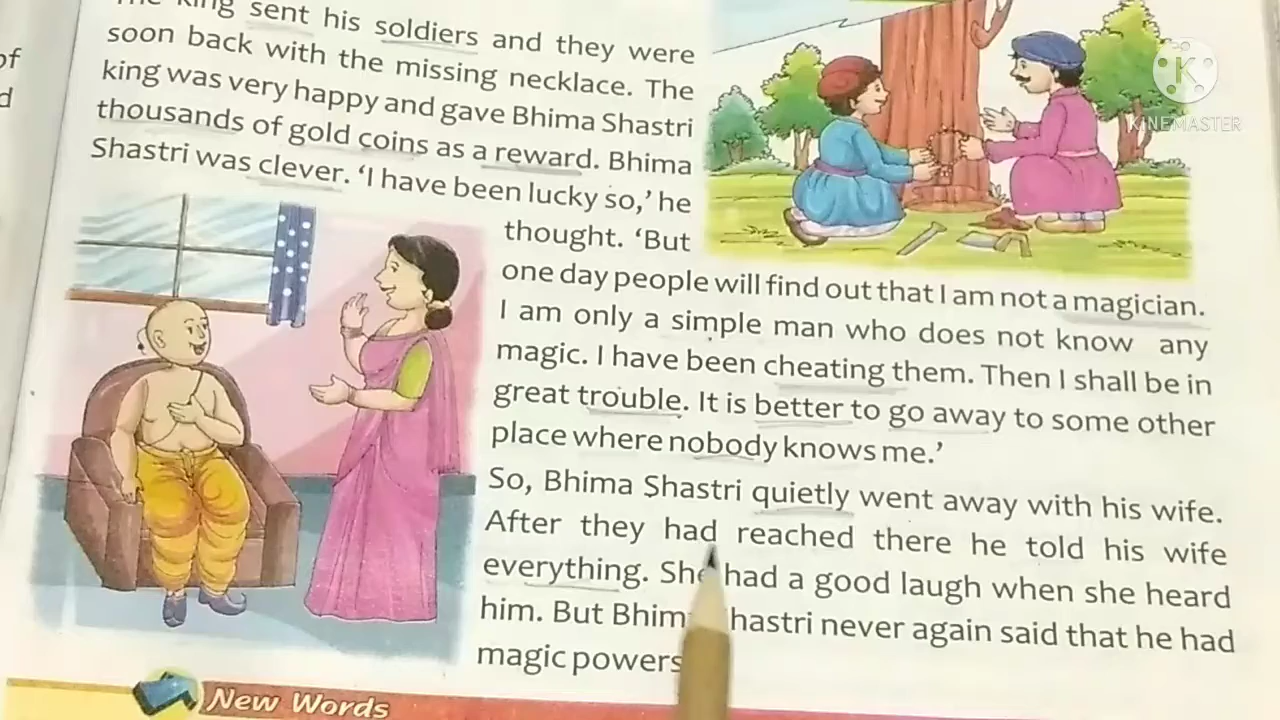 of
d
King sent his soldiers and they were
soon back with the missing necklace. The
king was very happy and gave Bhima Shastri
thousands of gold coins as a reward. Bhima
Shastri was clever. ‘I have been lucky so,’ he
thought. ‘But
one day people will find out that I am not a magician.
I am only a simple man who does not know any
magic. I have been cheating them. Then I shall be in
great trouble. It is better to go away to some other
place where nobody knows me.’
So, Bhima Shastri quietly went away with his wife.
After they had reached there he told his wife
everything. She had a good laugh when she heard
him. But Bhima Shastri never again said that he had
magic powers
New Words
K
KINEMASTER